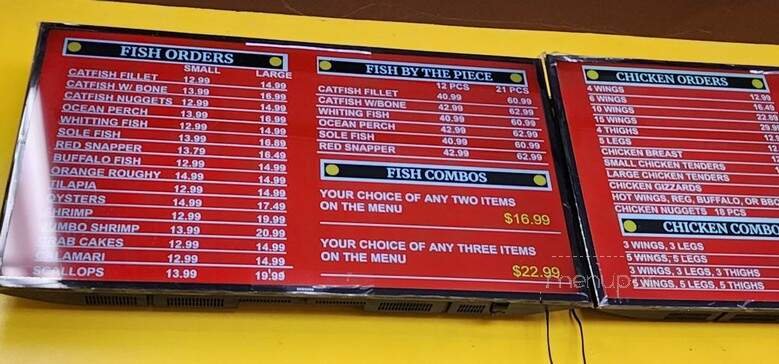 FISH ORDERS
SMALL LARGE
CATFISH FILLET 12.99 14.99
CATFISH W/ BONE 13.99 16.99
CATFISH NUGGETS 12.99 14.99
OCEAN PERCH 13.99 16.99
WHITTING FISH 12.99 14.99
SOLE FISH 13.99 16.89
RED SNAPPER 13.79 16.49
BUFFALO FISH 12.99 14.99
ORANGE ROUGHY 14.99 14.99
TILAPIA 12.99 14.99
OYSTERS 14.99 17.49
SHRIMP 12.99 19.99
JUMBO SHRIMP 13.99 20.99
CRAB CAKES 12.99 14.99
CALAMARI 12.99 14.99
SCALLOPS 13.99 19.99
FISH BY THE PIECE
12 PCS 21 PCS
CATFISH FILLET 40.99 60.99
CATFISH W/BONE 42.99 62.99
WHITING FISH 40.99 60.99
OCEAN PERCH 42.99 62.99
SOLE FISH 40.99 60.99
RED SNAPPER 42.99 62.99
FISH COMBOS
YOUR CHOICE OF ANY TWO ITEMS
ON THE MENU
$16.99
YOUR CHOICE OF ANY THREE ITEMS
ON THE MENU
$22.99
CHICKEN ORDERS
4 WINGS
6 WINGS 12.99
10 WINGS 16.49
15 WINGS 22.99
4 THIGHS
5 LEGS
CHICKEN BREAST
SMALL CHICKEN TENDERS
LARGE CHICKEN TENDERS
CHICKEN GIZZARDS
HOT WINGS, REG, BUFFALO, OR BBQ
CHICKEN NUGGETS 18 PCS
CHICKEN COMBO
3 WINGS, 3 LEGS
5 WINGS, 5 LEGS
3 WINGS, 3 LEGS, 3 THIGHS
5 WINGS, 5 LEGS, 5 THIGHS
menup